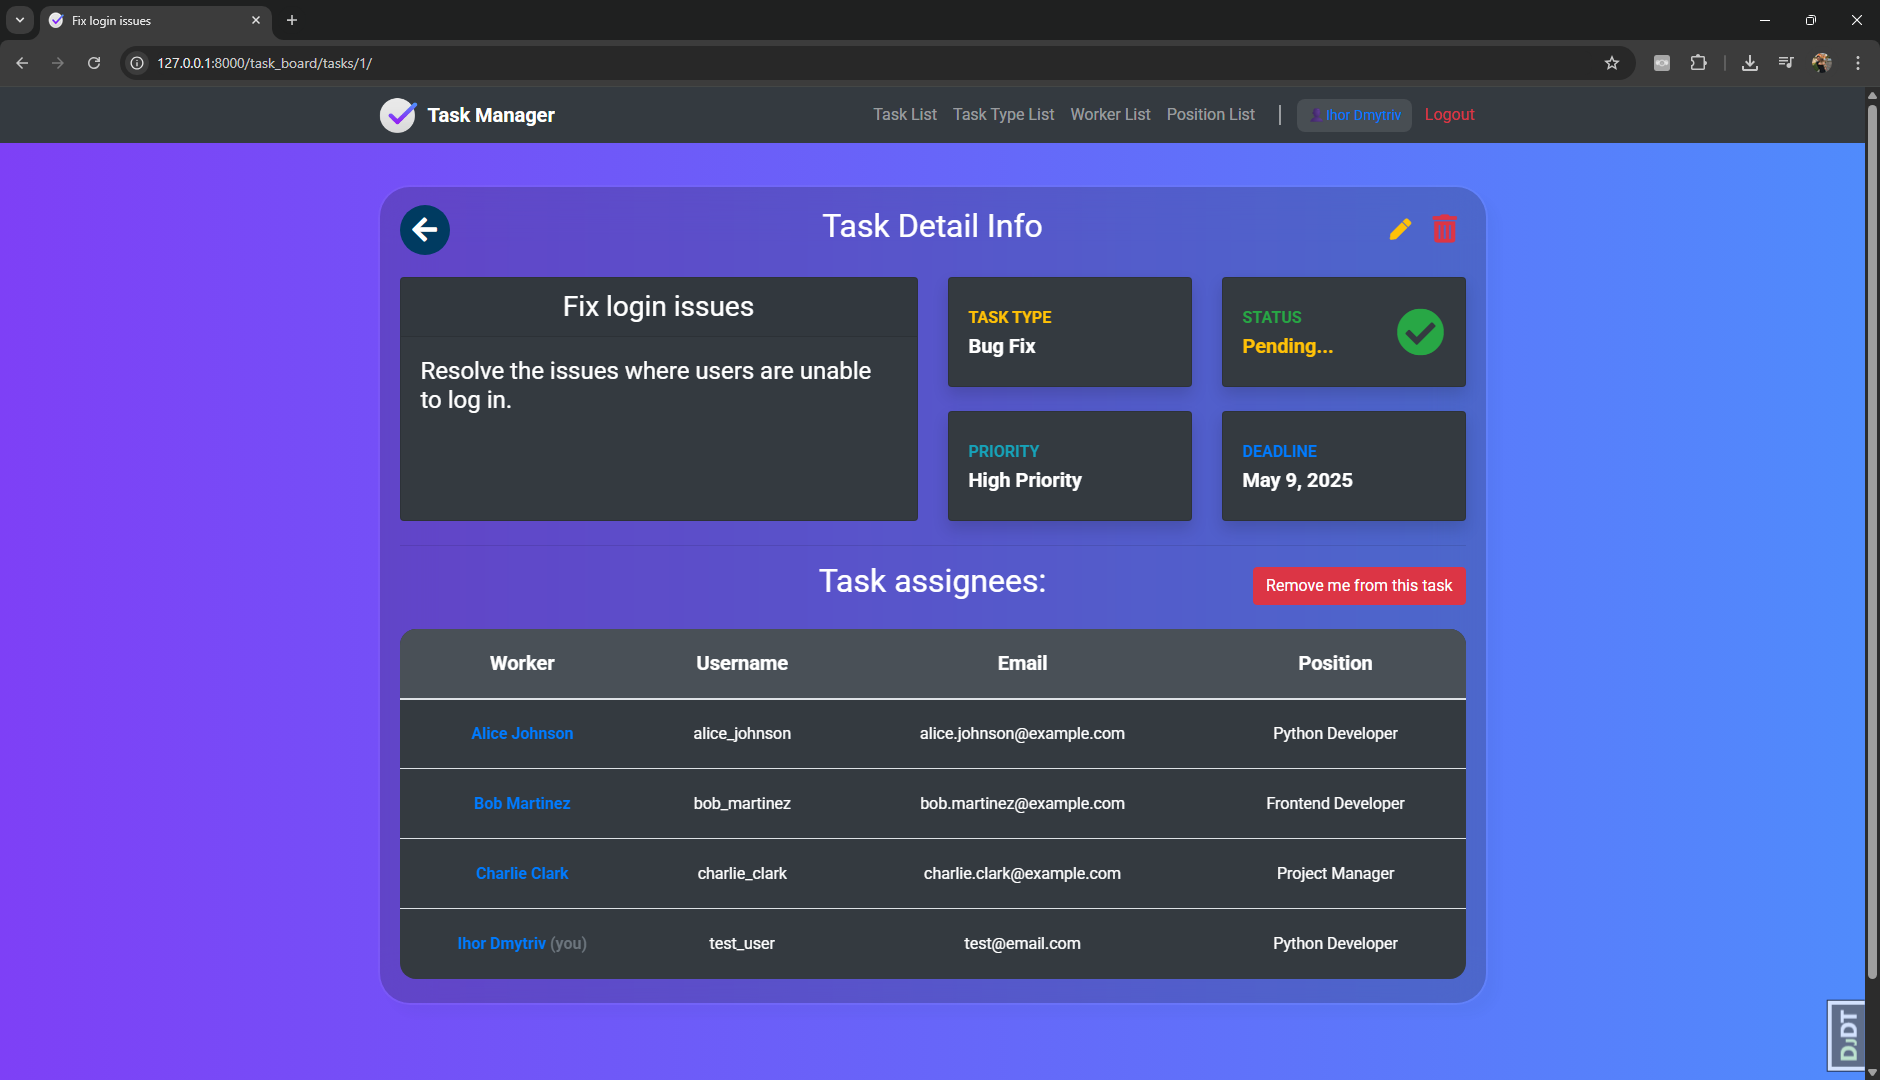 Fix login issues
127.0.0.1:8000/task_board/tasks/1/
Task Manager
Task List Task Type List Worker List Position List | Ihor Dmytriv Logout
Task Detail Info
Fix login issues
Resolve the issues where users are unable
to log in.
TASK TYPE
Bug Fix
STATUS
Pending...
PRIORITY
High Priority
DEADLINE
May 9, 2025
Task assignees:
Remove me from this task
Worker Username Email Position
Alice Johnson alice_johnson alice.johnson@example.com Python Developer
Bob Martinez bob_martinez bob.martinez@example.com Frontend Developer
Charlie Clark charlie_clark charlie.clark@example.com Project Manager
Ihor Dmytriv (you) test_user test@email.com Python Developer
DJDT